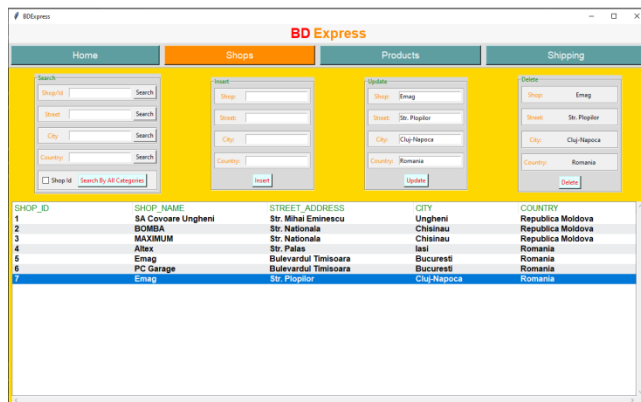 BDExpress
BD Express
Home Shops Products Shipping
Search
Shop/Id Search
Street Search
City Search
Country: Search
Shop Id Search By All Categories
Insert
Shop:
Street:
City:
Country:
Insert
Update
Shop: Emag
Street: Str. Plopilor
City: Cluj-Napoca
Country: Romania
Update
Delete
Shop: Emag
Street: Str. Plopilor
City: Cluj-Napoca
Country: Romania
Delete
SHOP_ID SHOP_NAME STREET_ADDRESS CITY COUNTRY
1 SA Covoare Ungheni Str. Mihai Eminescu Ungheni Republica Moldova
2 BOMBA Str. Nationala Chisinau Republica Moldova
3 MAXIMUM Str. Nationala Chisinau Republica Moldova
4 Altex Str. Palas Iasi Romania
5 Emag Bulevardul Timisoara Bucuresti Romania
6 PC Garage Bulevardul Timisoara Bucuresti Romania
7 Emag Str. Plopilor Cluj-Napoca Romania